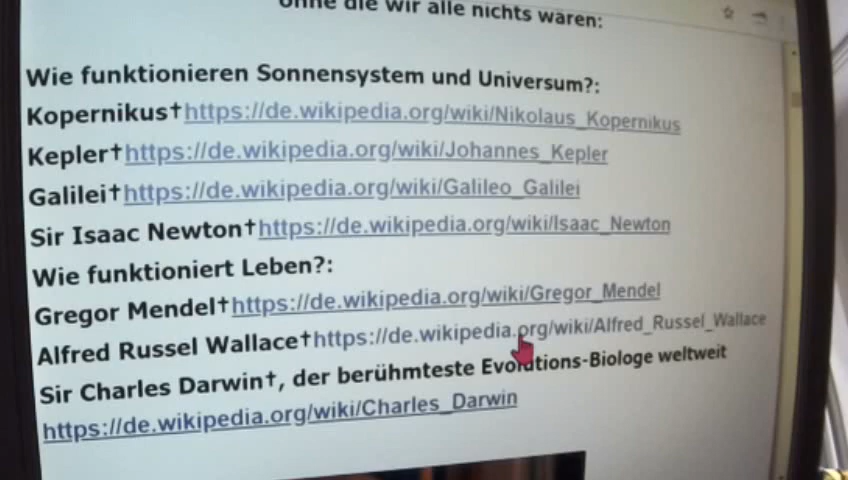 ohne die wir alle nichts wären:
Wie funktionieren Sonnensystem und Universum?:
Kopernikus†https://de.wikipedia.org/wiki/Nikolaus_Kopernikus
Kepler†https://de.wikipedia.org/wiki/Johannes_Kepler
Galilei†https://de.wikipedia.org/wiki/Galileo_Galilei
Sir Isaac Newton†https://de.wikipedia.org/wiki/Isaac_Newton
Wie funktioniert Leben?:
Gregor Mendel†https://de.wikipedia.org/wiki/Gregor_Mendel
Alfred Russel Wallace†https://de.wikipedia.org/wiki/Alfred_Russel_Wallace
Sir Charles Darwin†, der berühmteste Evolutions-Biologe weltweit
https://de.wikipedia.org/wiki/Charles_Darwin